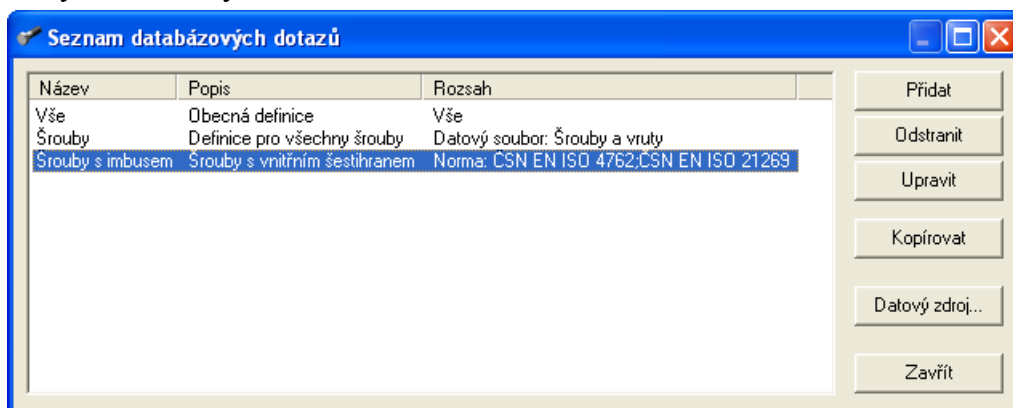 Seznam databázových dotazů
Název Popis Rozsah
Vše Obecná definice Vše
Šrouby Definice pro všechny šrouby Datový soubor: Šrouby a vruty
Šrouby s imbusem Šrouby s vnitřním šestihranem Norma: ČSN EN ISO 4762;ČSN EN ISO 21269
Přidat
Odstranit
Upravit
Kopírovat
Datový zdroj...
Zavřít